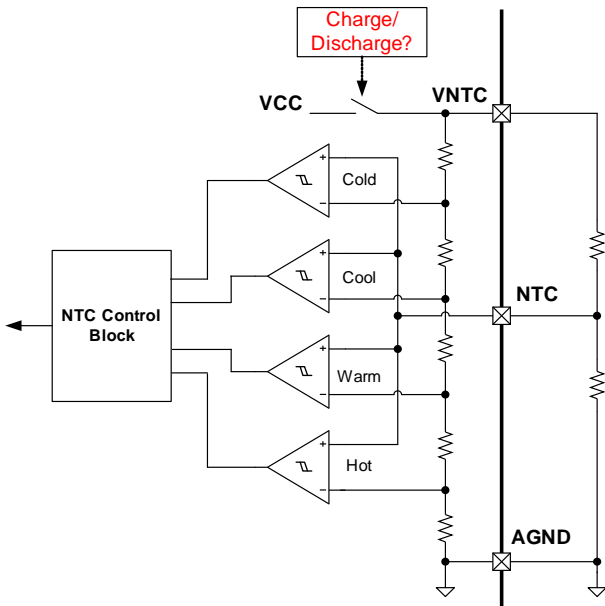 Charge/
Discharge?
VCC
VNTC
+
Cold
−
+
Cool
−
NTC
NTC Control
Block
+
Warm
−
+
Hot
−
AGND